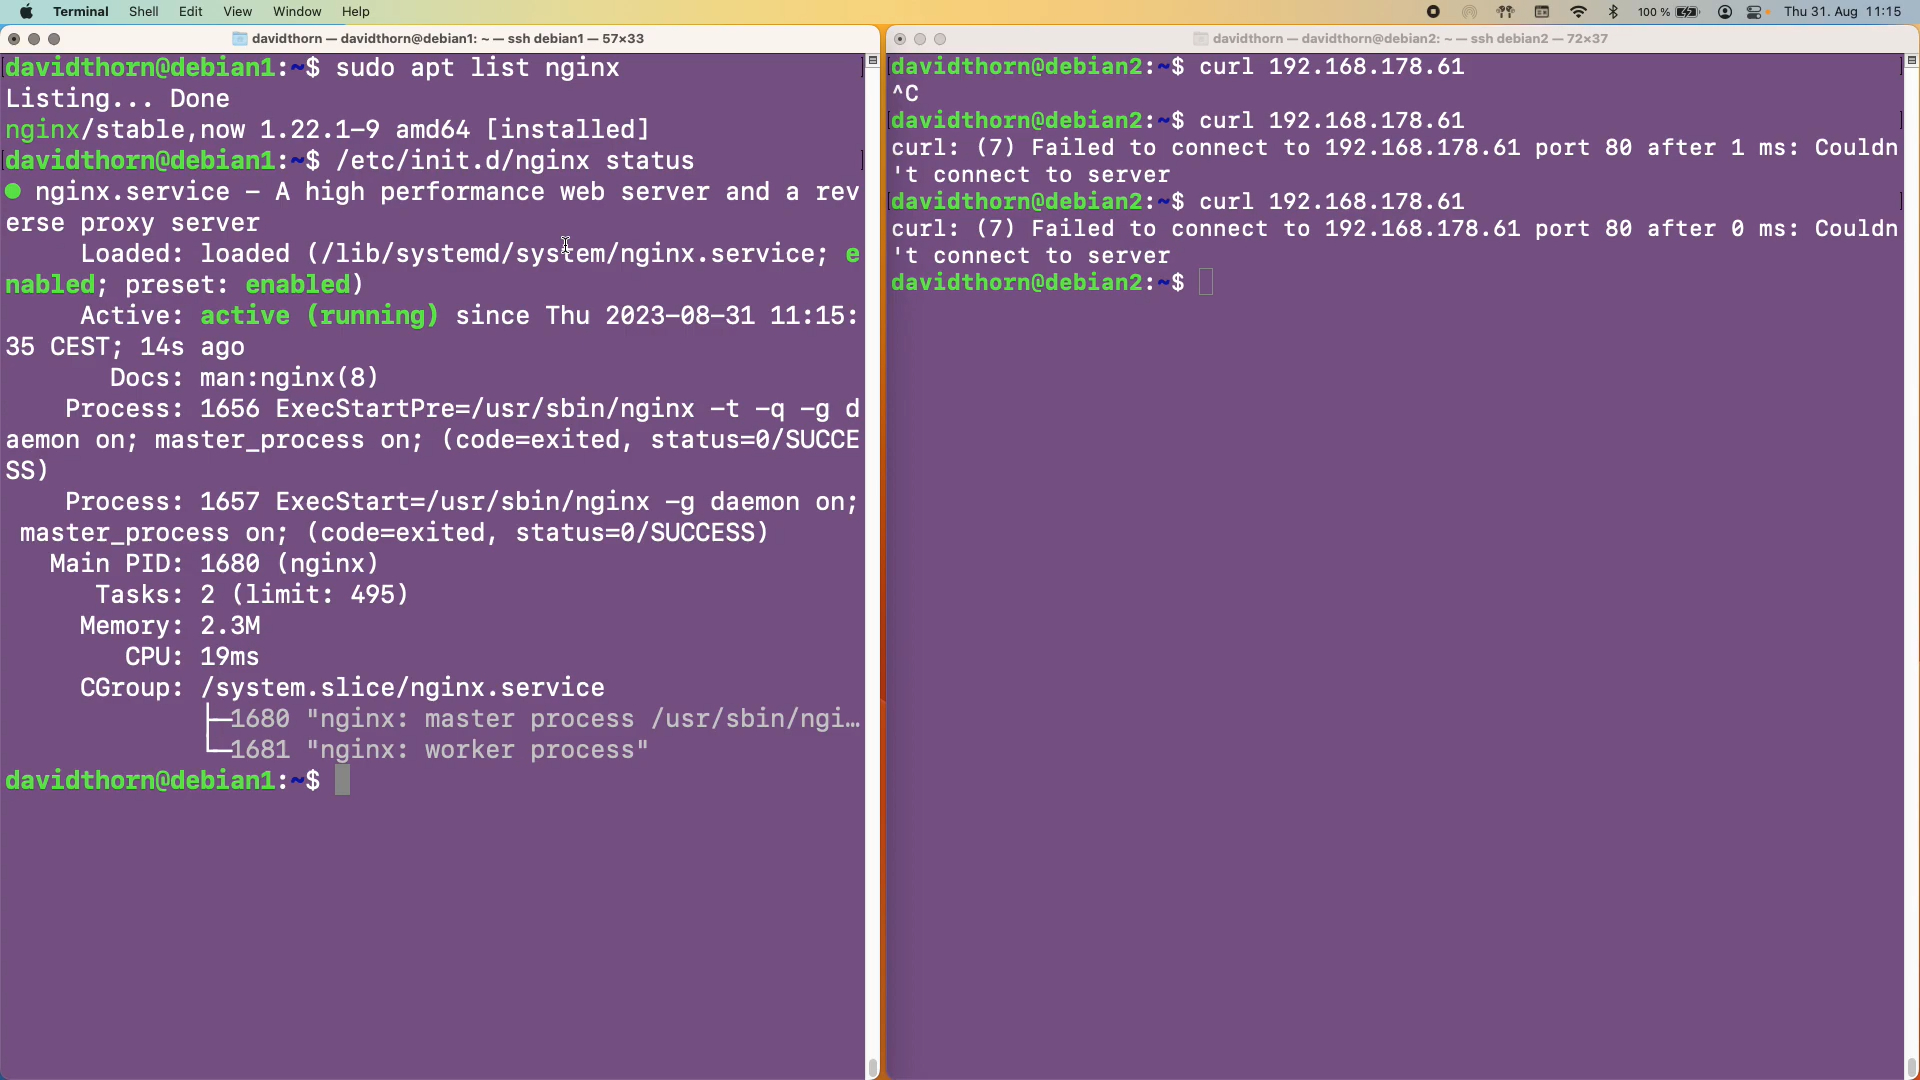 Terminal Shell Edit View Window Help
100 % Thu 31. Aug 11:15
davidthorn — davidthorn@debian1: ~ — ssh debian1 — 57×33
davidthorn@debian1:~$ sudo apt list nginx
Listing... Done
nginx/stable,now 1.22.1-9 amd64 [installed]
davidthorn@debian1:~$ /etc/init.d/nginx status
● nginx.service - A high performance web server and a rev
erse proxy server
Loaded: loaded (/lib/systemd/system/nginx.service; e
nabled; preset: enabled)
Active: active (running) since Thu 2023-08-31 11:15:
35 CEST; 14s ago
Docs: man:nginx(8)
Process: 1656 ExecStartPre=/usr/sbin/nginx -t -q -g d
aemon on; master_process on; (code=exited, status=0/SUCCE
SS)
Process: 1657 ExecStart=/usr/sbin/nginx -g daemon on;
master_process on; (code=exited, status=0/SUCCESS)
Main PID: 1680 (nginx)
Tasks: 2 (limit: 495)
Memory: 2.3M
CPU: 19ms
CGroup: /system.slice/nginx.service
├─1680 "nginx: master process /usr/sbin/ngi…
└─1681 "nginx: worker process"
davidthorn@debian1:~$
davidthorn — davidthorn@debian2: ~ — ssh debian2 — 72×37
davidthorn@debian2:~$ curl 192.168.178.61
^C
davidthorn@debian2:~$ curl 192.168.178.61
curl: (7) Failed to connect to 192.168.178.61 port 80 after 1 ms: Couldn
't connect to server
davidthorn@debian2:~$ curl 192.168.178.61
curl: (7) Failed to connect to 192.168.178.61 port 80 after 0 ms: Couldn
't connect to server
davidthorn@debian2:~$